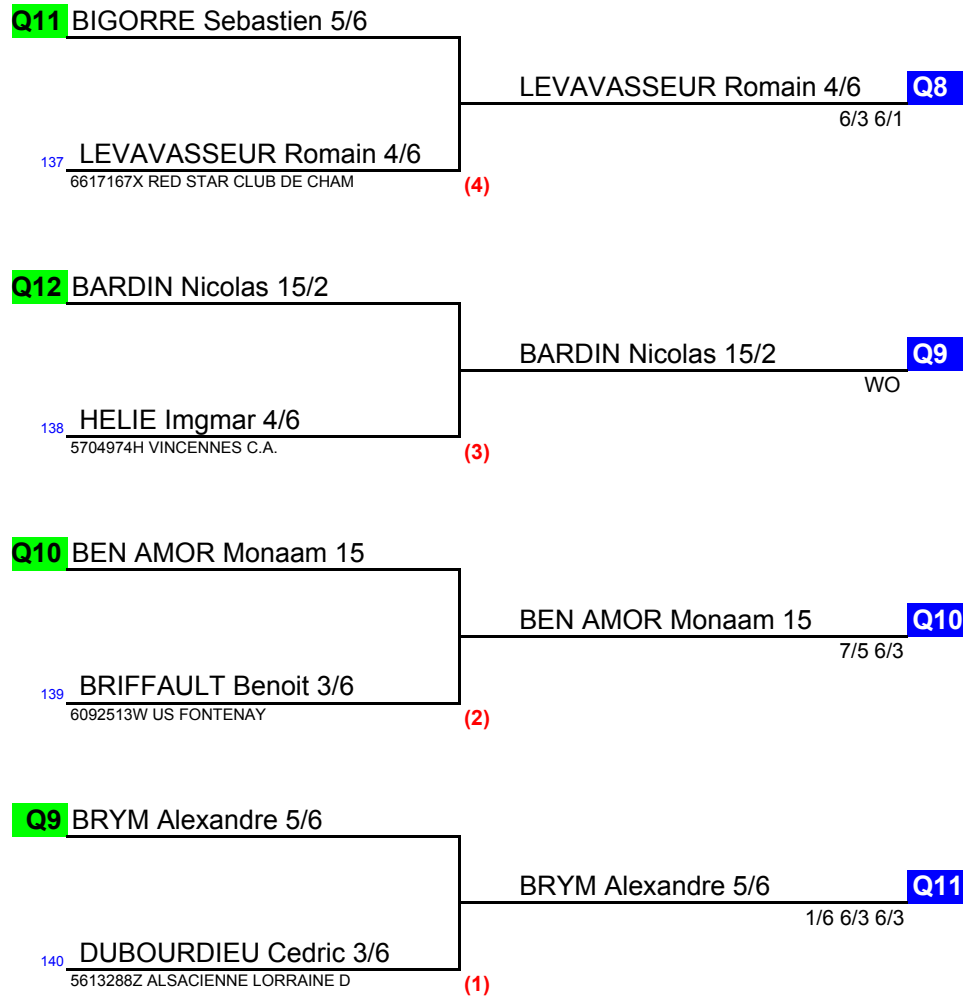 Q11 BIGORRE Sebastien 5/6
LEVAVASSEUR Romain 4/6 Q8
6/3 6/1
137 LEVAVASSEUR Romain 4/6
6617167X RED STAR CLUB DE CHAM (4)
Q12 BARDIN Nicolas 15/2
BARDIN Nicolas 15/2 Q9
WO
138 HELIE Imgmar 4/6
5704974H VINCENNES C.A. (3)
Q10 BEN AMOR Monaam 15
BEN AMOR Monaam 15 Q10
7/5 6/3
139 BRIFFAULT Benoit 3/6
6092513W US FONTENAY (2)
Q9 BRYM Alexandre 5/6
BRYM Alexandre 5/6 Q11
1/6 6/3 6/3
140 DUBOURDIEU Cedric 3/6
5613288Z ALSACIENNE LORRAINE D (1)